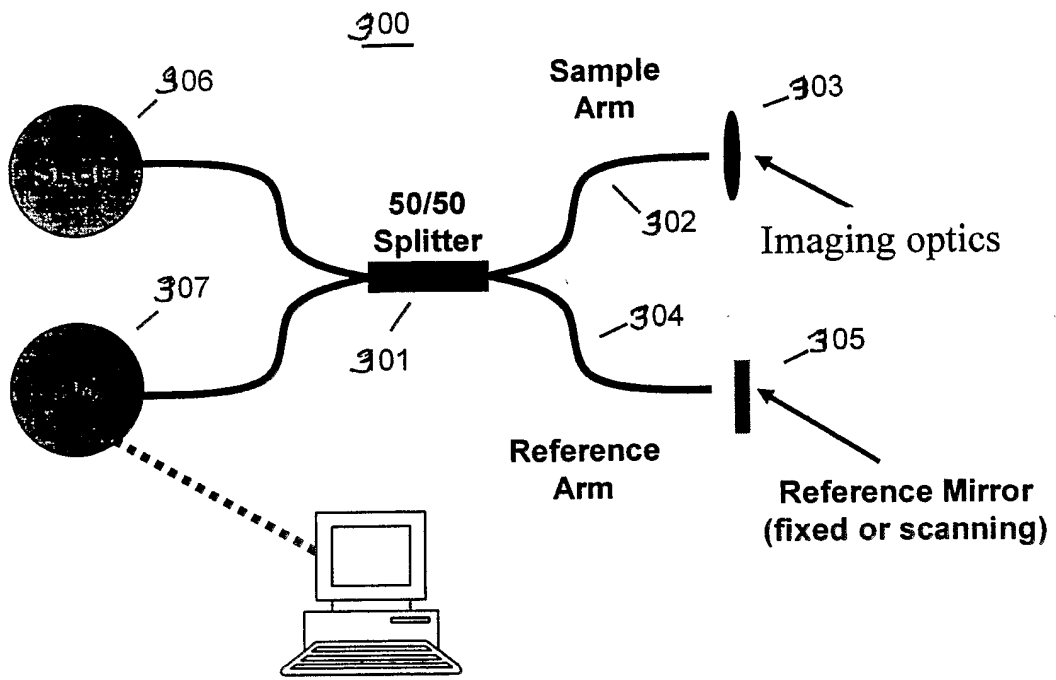 300
306
Sample
Arm
303
50/50
Splitter
302
Imaging optics
307
304
305
301
Reference
Arm
Reference Mirror
(fixed or scanning)